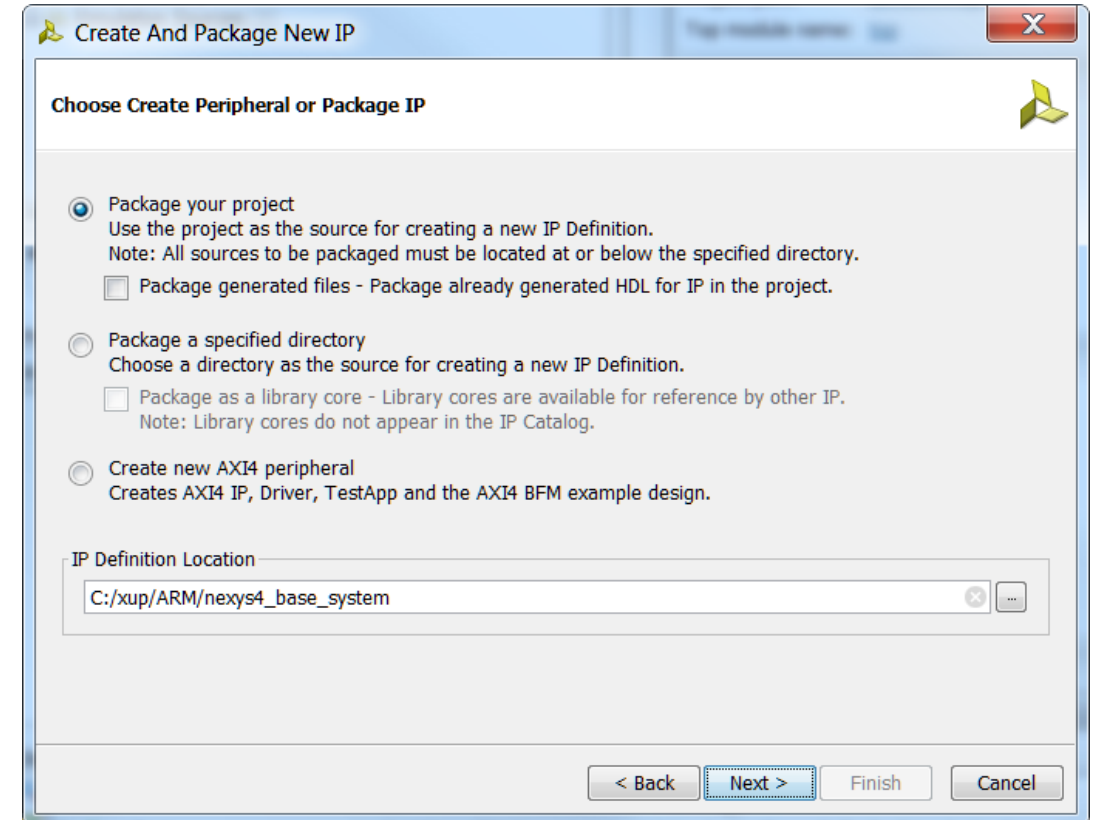 Create And Package New IP
Top module name:
X
Choose Create Peripheral or Package IP
Package your project
Use the project as the source for creating a new IP Definition.
Note: All sources to be packaged must be located at or below the specified directory.
Package generated files - Package already generated HDL for IP in the project.
Package a specified directory
Choose a directory as the source for creating a new IP Definition.
Package as a library core - Library cores are available for reference by other IP.
Note: Library cores do not appear in the IP Catalog.
Create new AXI4 peripheral
Creates AXI4 IP, Driver, TestApp and the AXI4 BFM example design.
IP Definition Location
C:/xup/ARM/nexys4_base_system
...
< Back Next > Finish Cancel